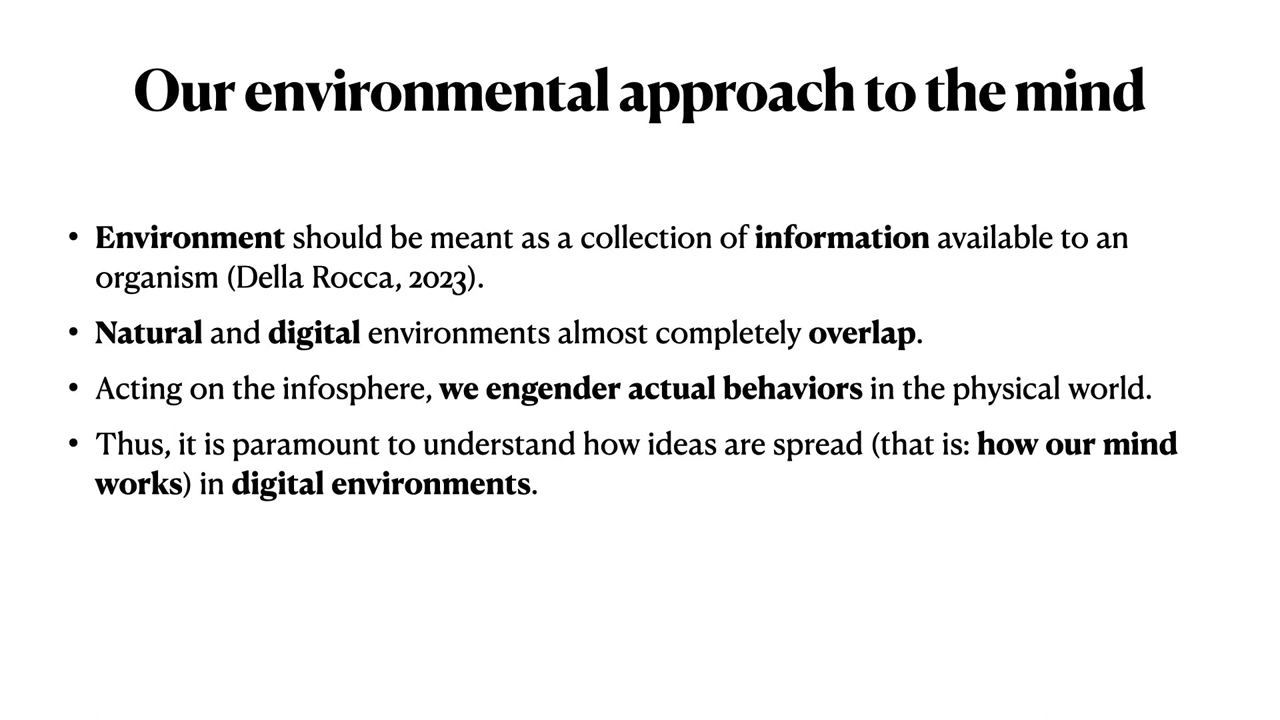 Our environmental approach to the mind
• Environment should be meant as a collection of information available to an
organism (Della Rocca, 2023).
• Natural and digital environments almost completely overlap.
• Acting on the infosphere, we engender actual behaviors in the physical world.
• Thus, it is paramount to understand how ideas are spread (that is: how our mind
works) in digital environments.